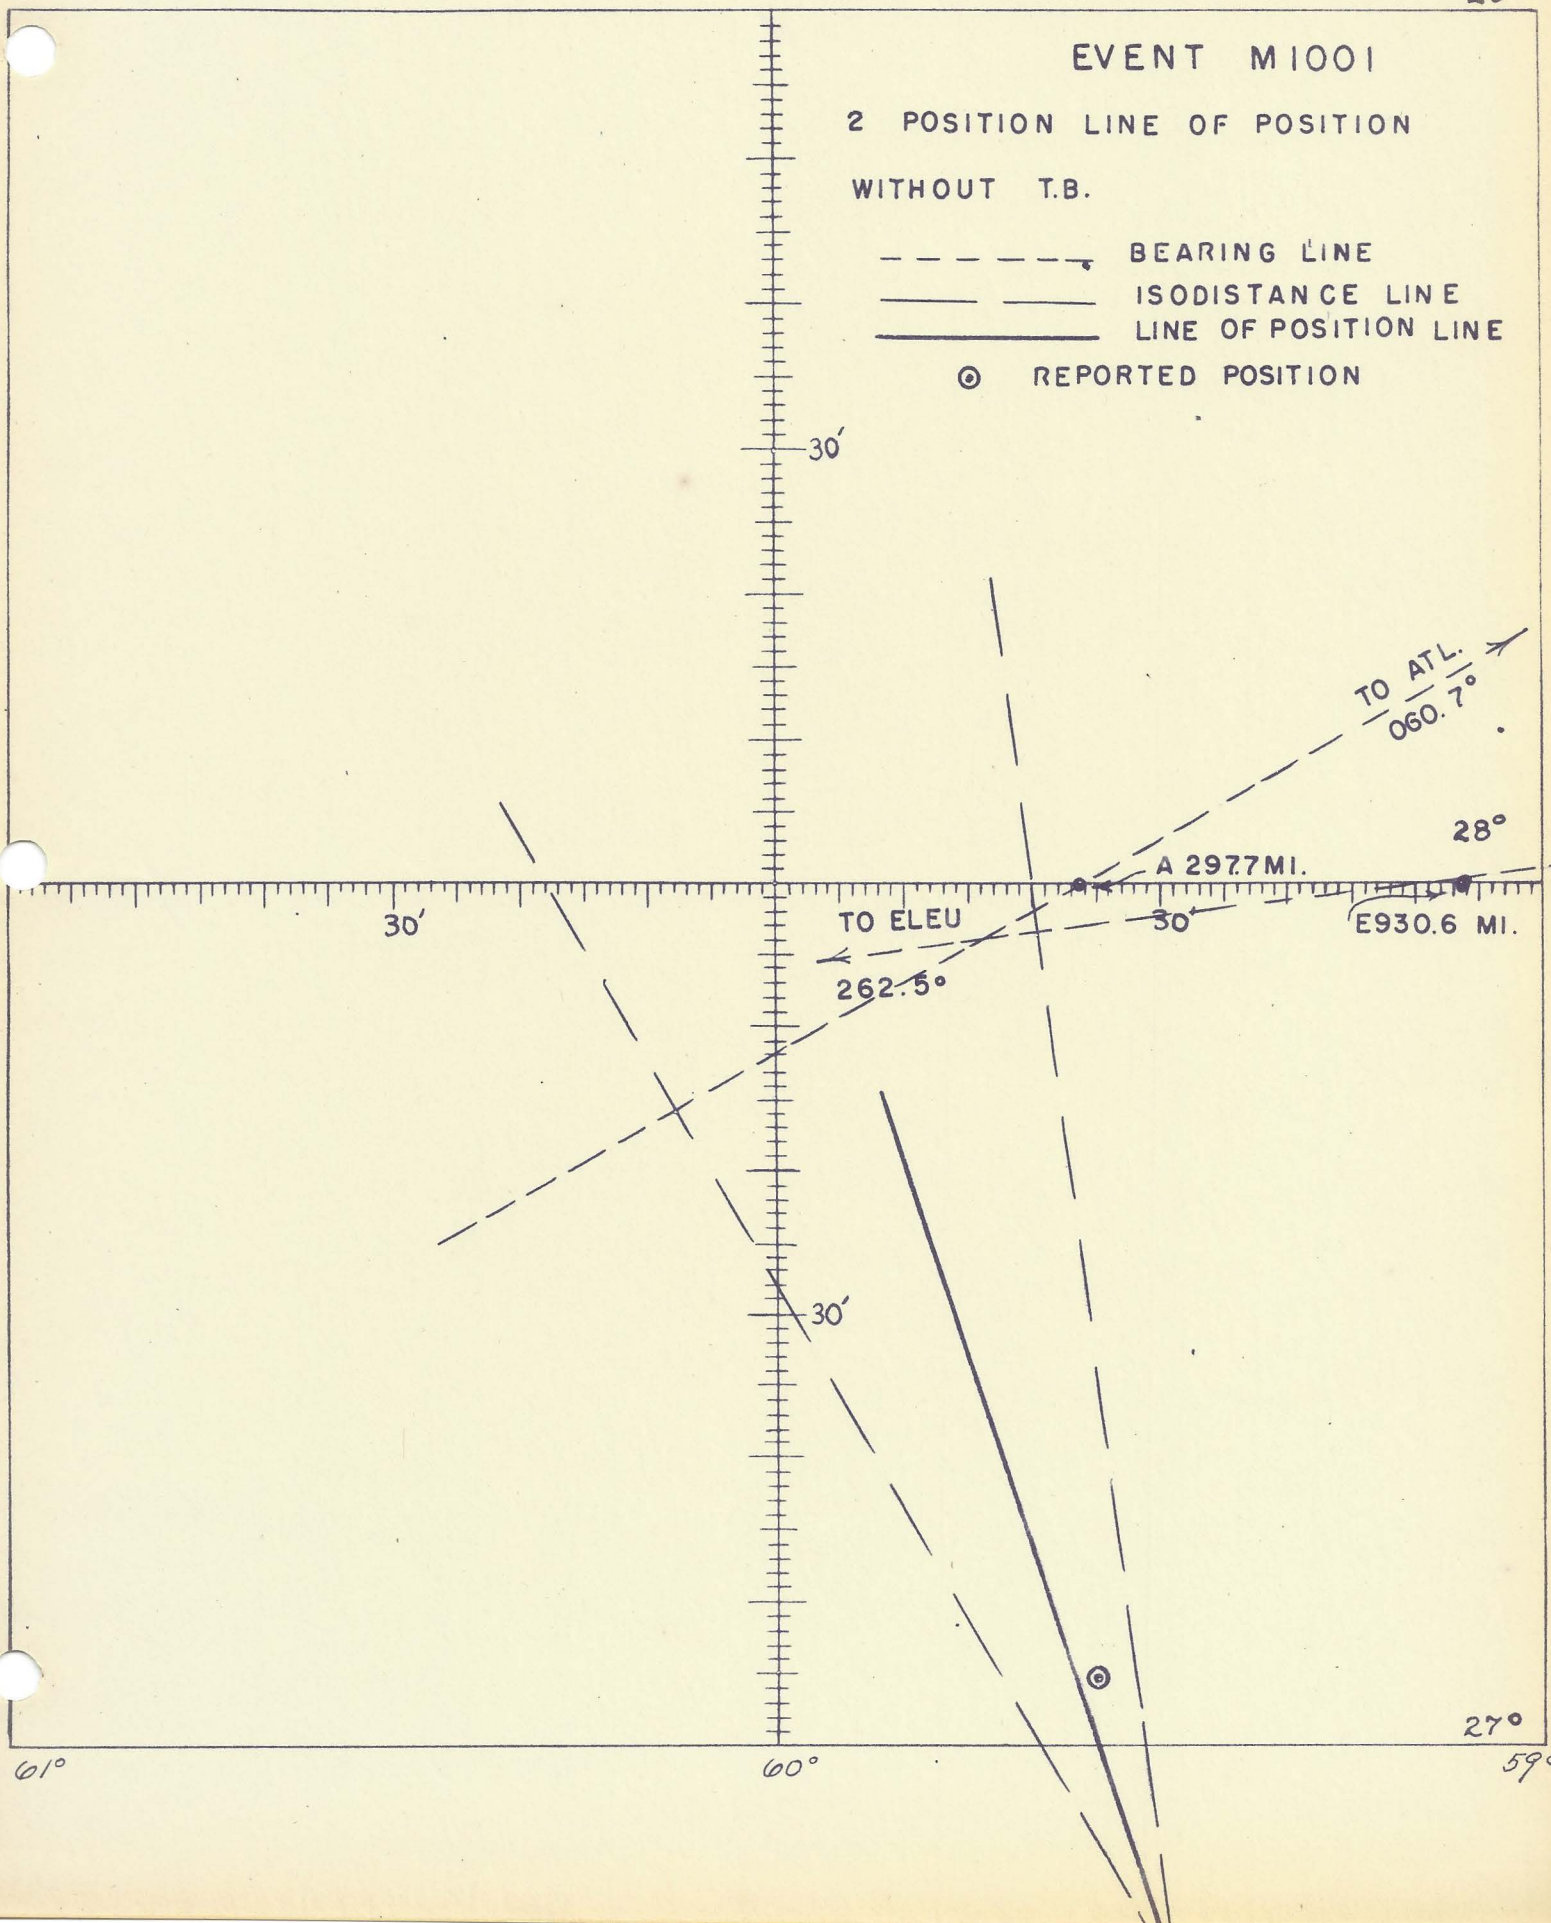 EVENT M1001
2 POSITION LINE OF POSITION
WITHOUT T.B.
BEARING LINE
ISODISTANCE LINE
LINE OF POSITION LINE
REPORTED POSITION
30′
TO ATL.
060.7°
28°
A 2977 MI.
30′
TO ELEU
30′
E930.6 MI.
262.5°
30′
27°
61°
60°
59°